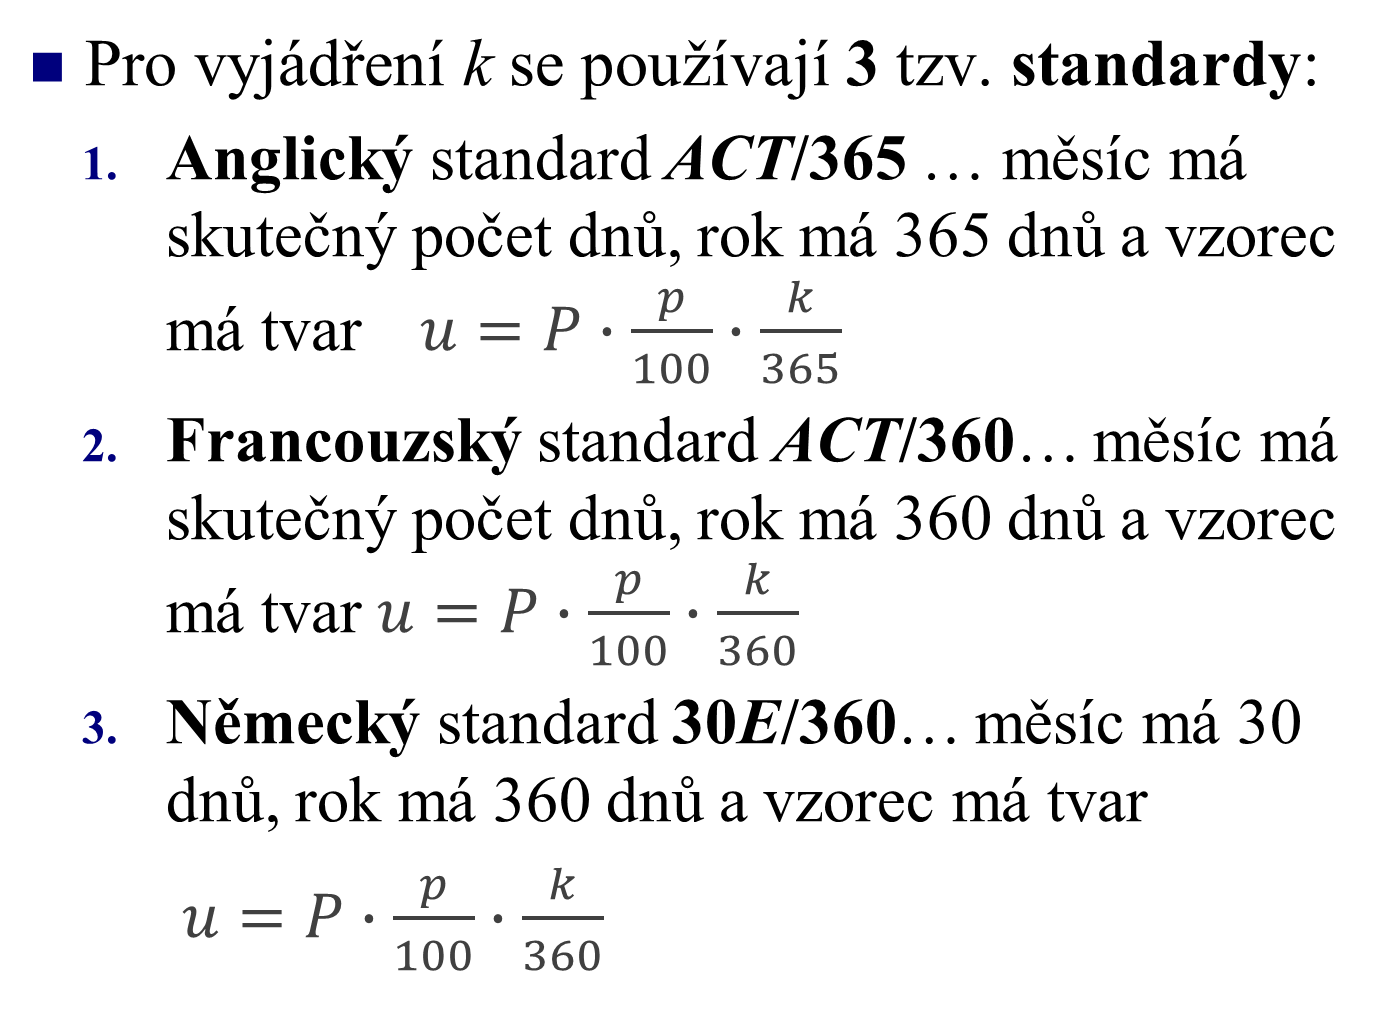 ■ Pro vyjádření k se používají 3 tzv. standardy:
1. Anglický standard ACT/365 … měsíc má
skutečný počet dnů, rok má 365 dnů a vzorec
má tvar u = P · p/100 · k/365
2. Francouzský standard ACT/360… měsíc má
skutečný počet dnů, rok má 360 dnů a vzorec
má tvar u = P · p/100 · k/360
3. Německý standard 30E/360… měsíc má 30
dnů, rok má 360 dnů a vzorec má tvar
u = P · p/100 · k/360